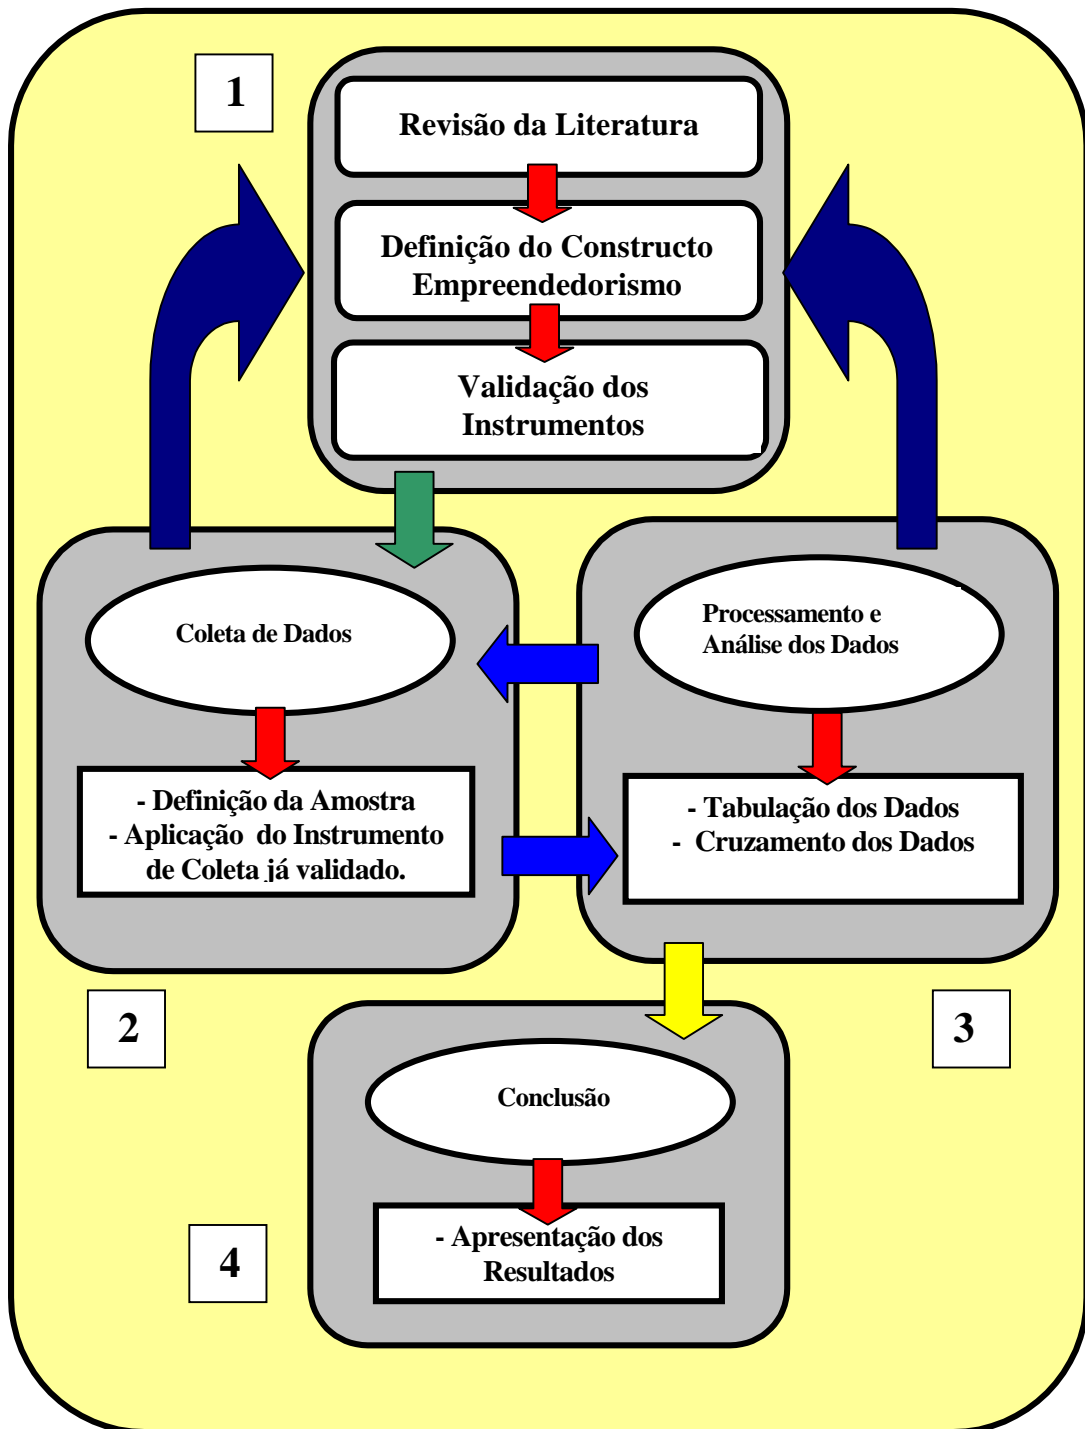 1
Revisão da Literatura
Definição do Constructo
Empreendedorismo
Validação dos
Instrumentos
Coleta de Dados
- Definição da Amostra
- Aplicação do Instrumento
de Coleta já validado.
2
Processamento e
Análise dos Dados
- Tabulação dos Dados
- Cruzamento dos Dados
3
Conclusão
- Apresentação dos
Resultados
4